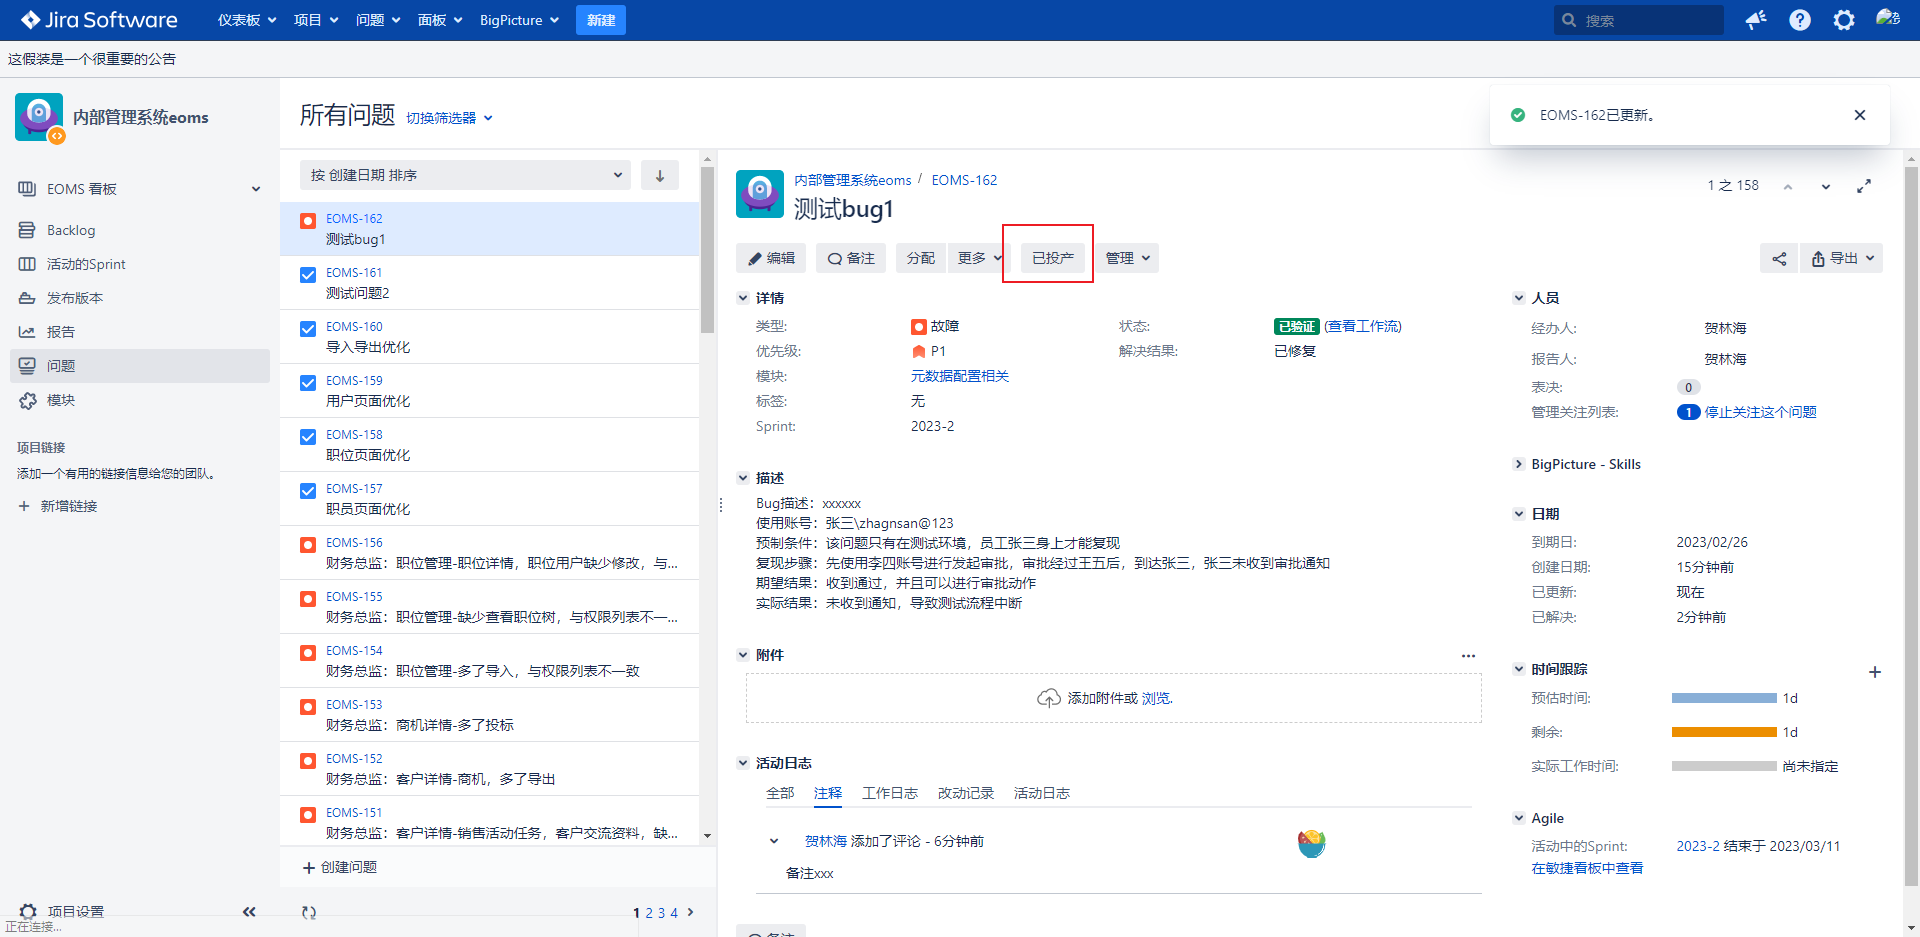 Jira Software 仪表板 项目 问题 面板 BigPicture 新建 搜索
这假装是一个很重要的公告
内部管理系统eoms
EOMS 看板
Backlog
活动的Sprint
发布版本
报告
问题
模块
项目链接
添加一个有用的链接信息给您的团队。
新增链接
项目设置
正在连接...
所有问题 切换筛选器
按 创建日期 排序
EOMS-162
测试bug1
EOMS-161
测试问题2
EOMS-160
导入导出优化
EOMS-159
用户页面优化
EOMS-158
职位页面优化
EOMS-157
职员页面优化
EOMS-156
财务总监：职位管理-职位详情，职位用户缺少修改，与...
EOMS-155
财务总监：职位管理-缺少查看职位树，与权限列表不一...
EOMS-154
财务总监：职位管理-多了导入，与权限列表不一致
EOMS-153
财务总监：商机详情-多了投标
EOMS-152
财务总监：客户详情-商机，多了导出
EOMS-151
财务总监：客户详情-销售活动任务，客户交流资料，缺...
创建问题
1 2 3 4
EOMS-162已更新。
内部管理系统eoms / EOMS-162
测试bug1
1 之 158
编辑 备注 分配 更多 已投产 管理 导出
详情
类型: 故障 状态: 已验证 (查看工作流)
优先级: P1 解决结果: 已修复
模块: 元数据配置相关
标签: 无
Sprint: 2023-2
描述
Bug描述：xxxxxx
使用账号：张三\zhagnsan@123
预制条件：该问题只有在测试环境，员工张三身上才能复现
复现步骤：先使用李四账号进行发起审批，审批经过王五后，到达张三，张三未收到审批通知
期望结果：收到通过，并且可以进行审批动作
实际结果：未收到通知，导致测试流程中断
附件
添加附件或 浏览.
活动日志
全部 注释 工作日志 改动记录 活动日志
贺林海 添加了评论 - 6分钟前
备注xxx
备注
人员
经办人: 贺林海
报告人: 贺林海
表决: 0
管理关注列表: 1 停止关注这个问题
BigPicture - Skills
日期
到期日: 2023/02/26
创建日期: 15分钟前
已更新: 现在
已解决: 2分钟前
时间跟踪
预估时间: 1d
剩余: 1d
实际工作时间: 尚未指定
Agile
活动中的Sprint: 2023-2 结束于 2023/03/11
在敏捷看板中查看